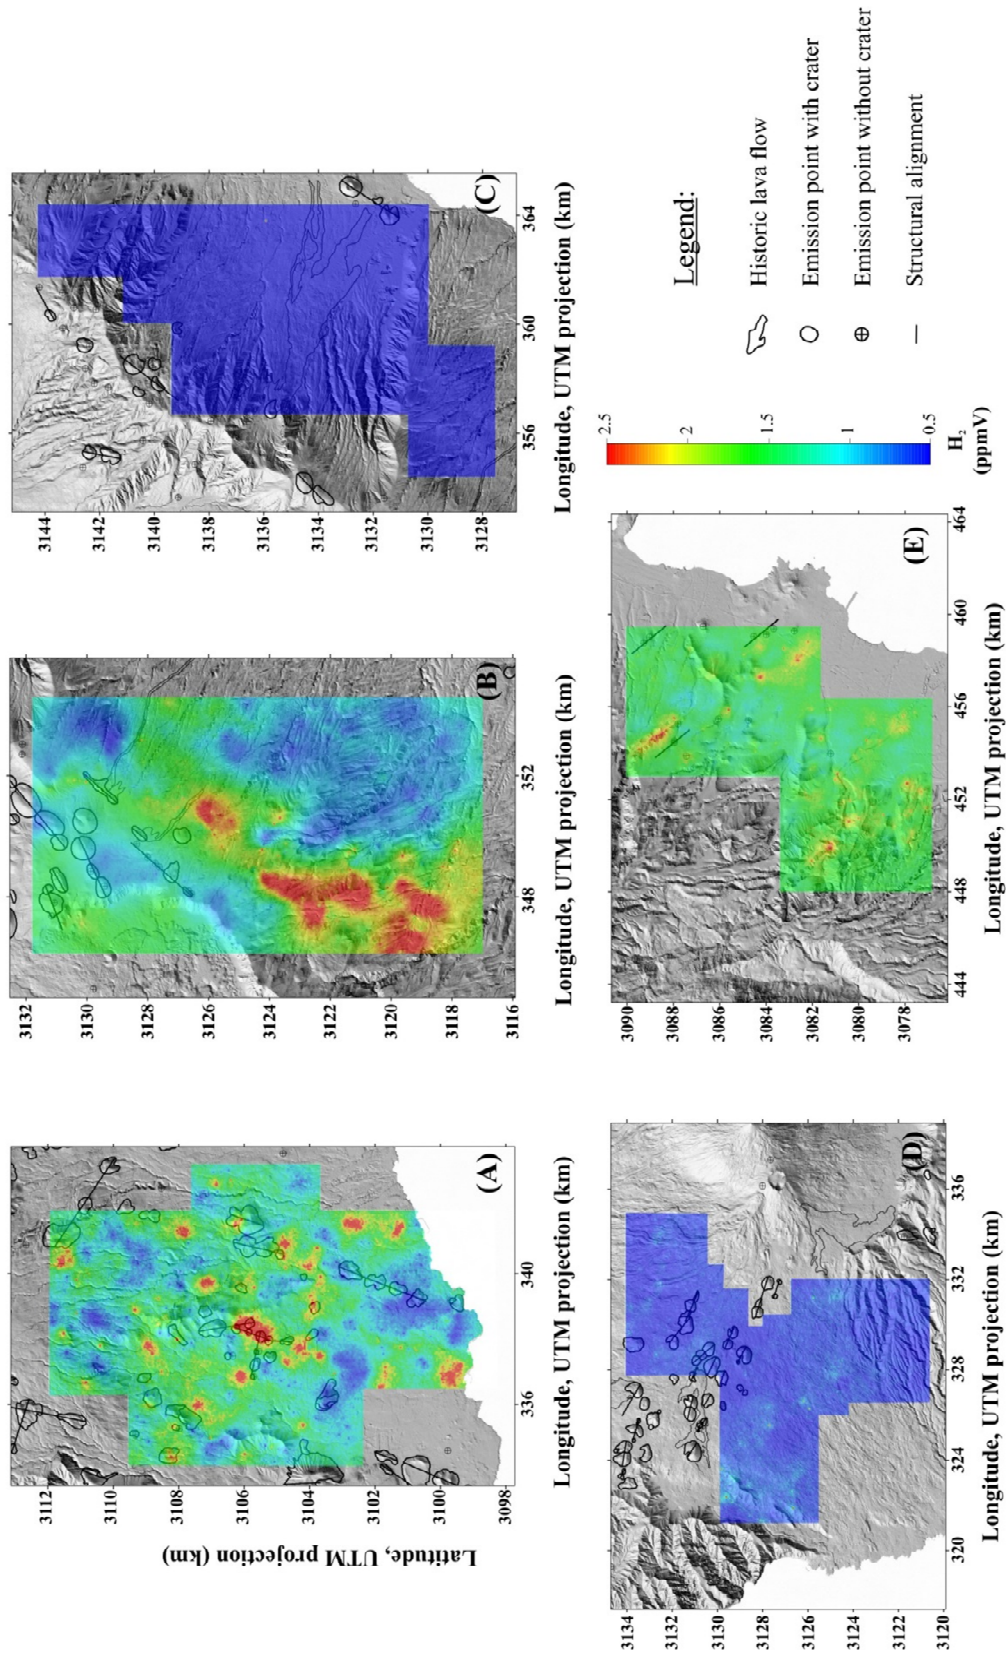 Latitude, UTM projection (km)
3112
3110
3108
3106
3104
3102
3100
3098
(A)
336 340
Longitude, UTM projection (km)
3132
3130
3128
3126
3124
3122
3120
3118
3116
(B)
348 352
Longitude, UTM projection (km)
3144
3142
3140
3138
3136
3134
3132
3130
3128
(C)
356 360 364
Longitude, UTM projection (km)
3134
3132
3130
3128
3126
3124
3122
3120
(D)
320 324 328 332 336
Longitude, UTM projection (km)
3090
3088
3086
3084
3082
3080
3078
(E)
444 448 452 456 460 464
Longitude, UTM projection (km)
2.5
2
1.5
1
0.5
H₂
(ppmV)
Legend:
Historic lava flow
Emission point with crater
Emission point without crater
Structural alignment